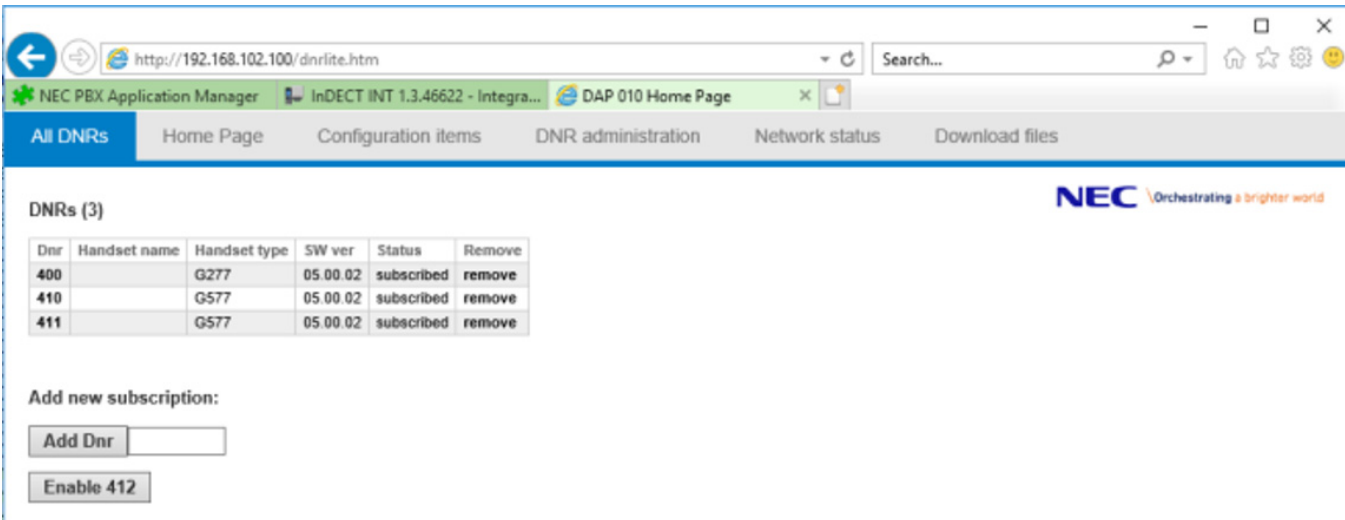 http://192.168.102.100/dnrlite.htm Search...
NEC PBX Application Manager InDECT INT 1.3.46622 - Integra... DAP 010 Home Page
All DNRs Home Page Configuration items DNR administration Network status Download files
NEC \Orchestrating a brighter world
DNRs (3)
Dnr Handset name Handset type SW ver Status Remove
400 G277 05.00.02 subscribed remove
410 G577 05.00.02 subscribed remove
411 G577 05.00.02 subscribed remove
Add new subscription:
Add Dnr
Enable 412